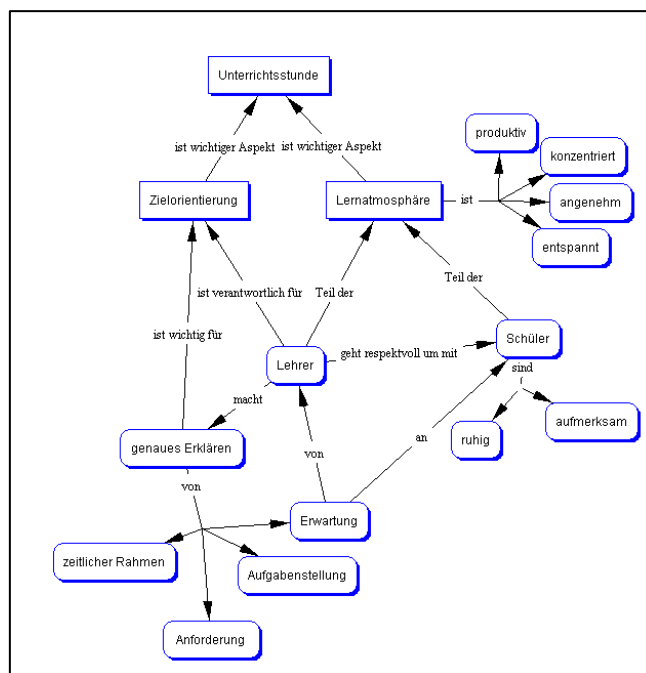 Unterrichtsstunde
produktiv
ist wichtiger Aspekt
ist wichtiger Aspekt
konzentriert
Zielorientierung
Lernatmosphäre
ist
angenehm
entspannt
Teil der
ist verantwortlich für
Teil der
ist wichtig für
Schüler
Lehrer
geht respektvoll um mit
sind
macht
aufmerksam
ruhig
genaues Erklären
an
von
von
Erwartung
zeitlicher Rahmen
Aufgabenstellung
Anforderung